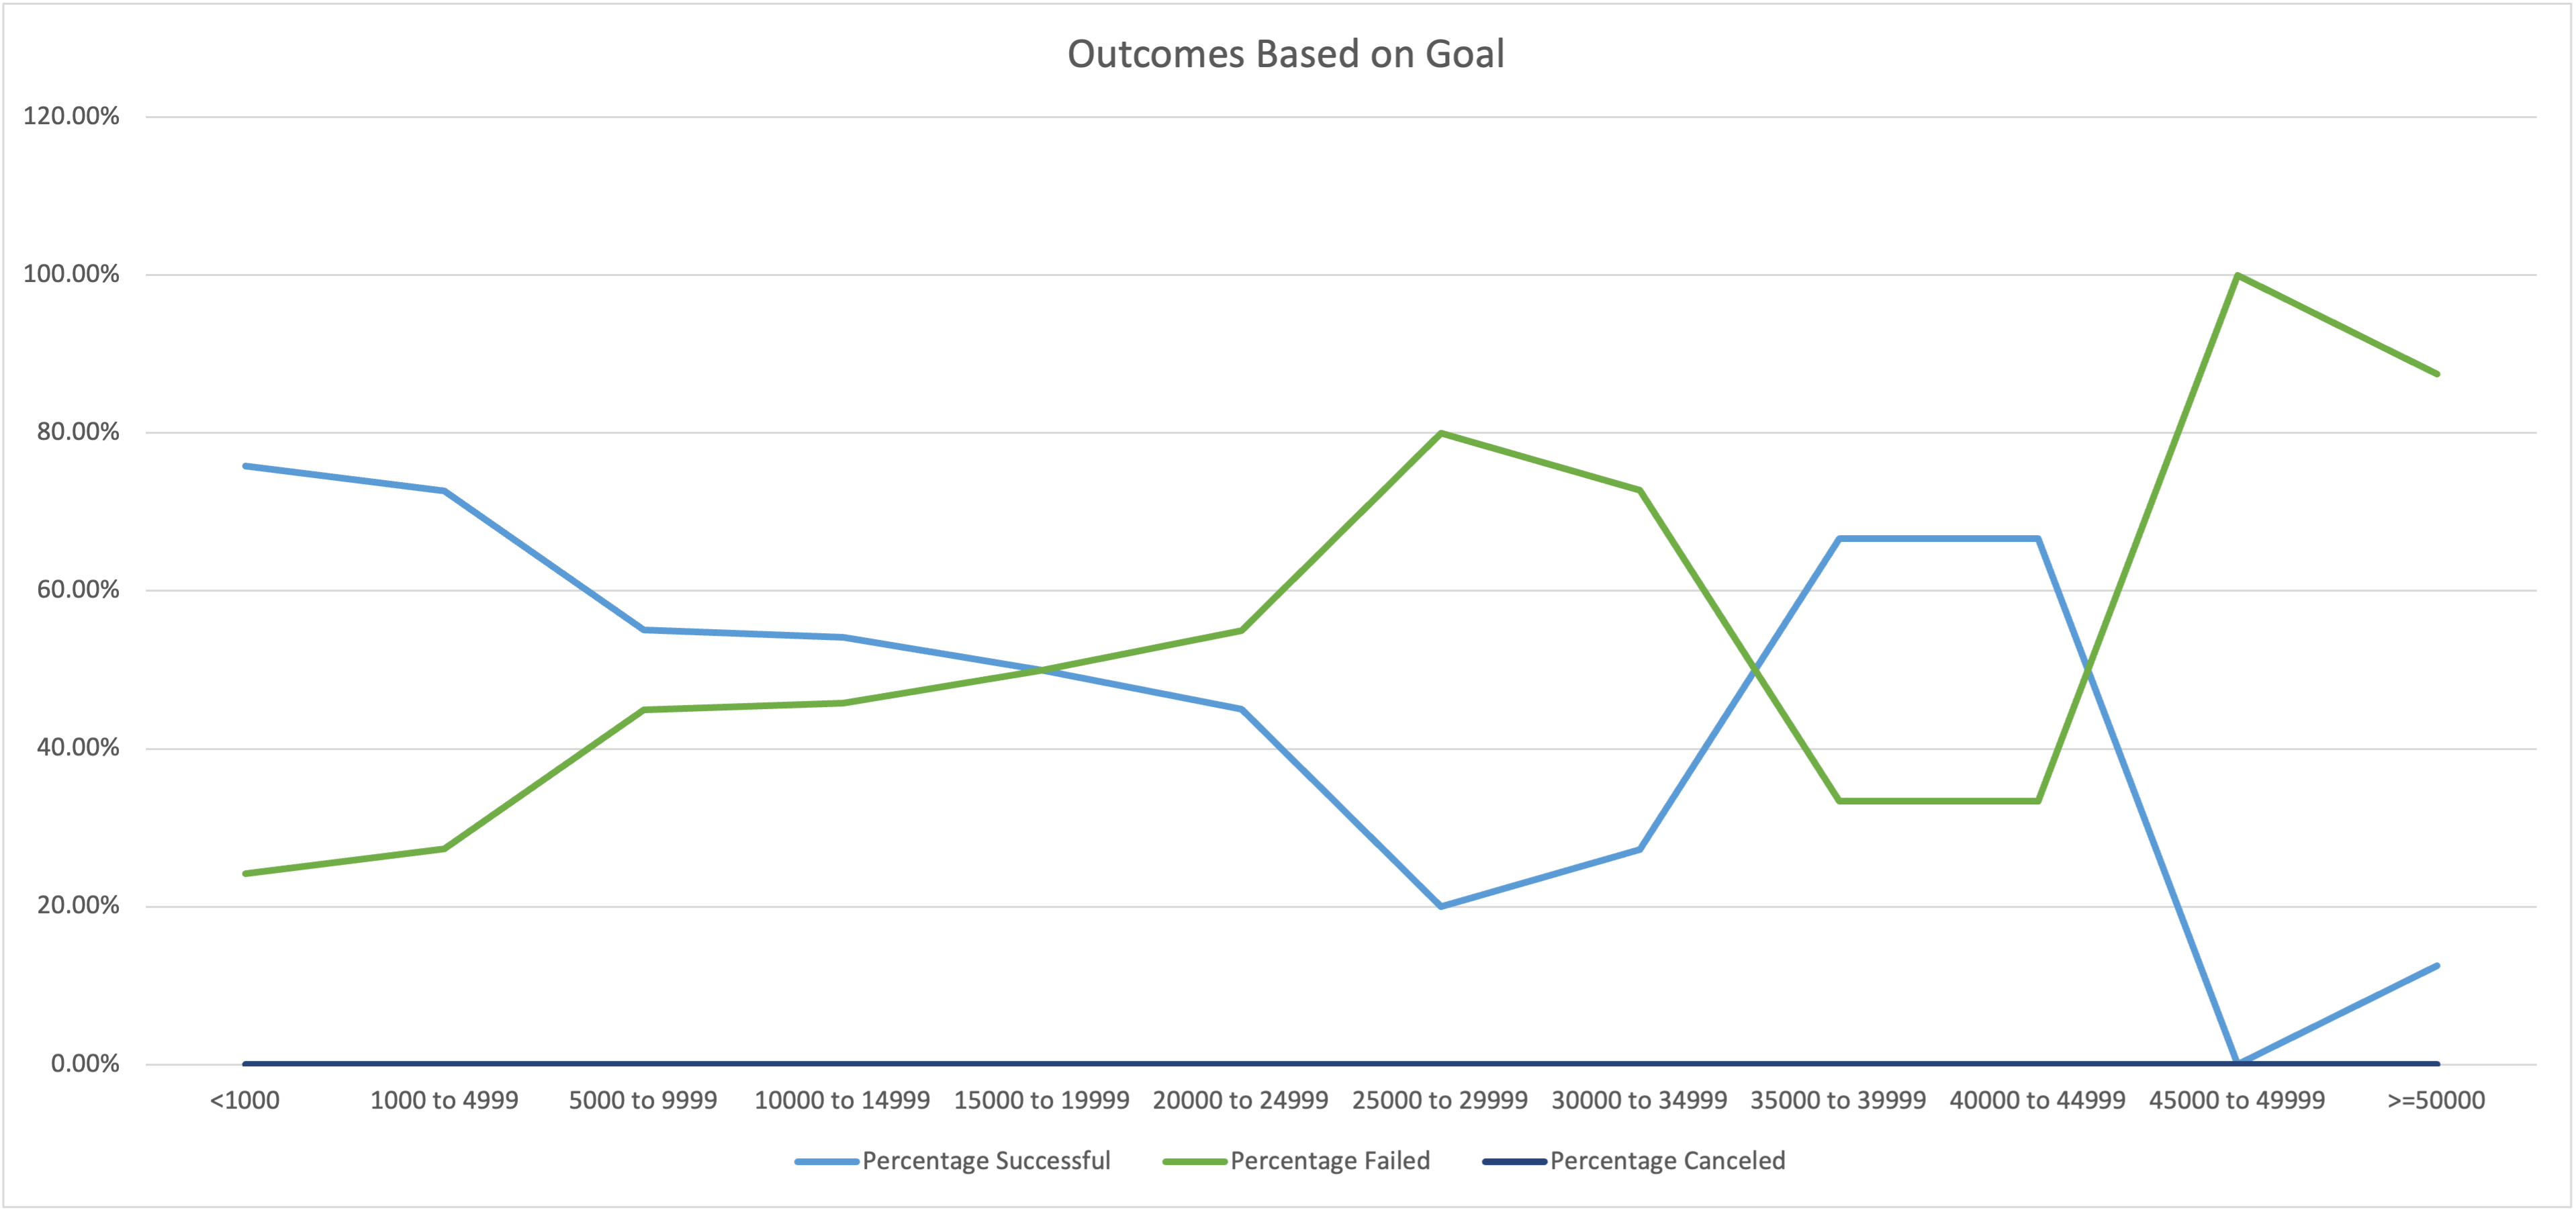 Outcomes Based on Goal
120.00%
100.00%
80.00%
60.00%
40.00%
20.00%
0.00%
<1000 1000 to 4999 5000 to 9999 10000 to 14999 15000 to 19999 20000 to 24999 25000 to 29999 30000 to 34999 35000 to 39999 40000 to 44999 45000 to 49999 >=50000
Percentage Successful Percentage Failed Percentage Canceled